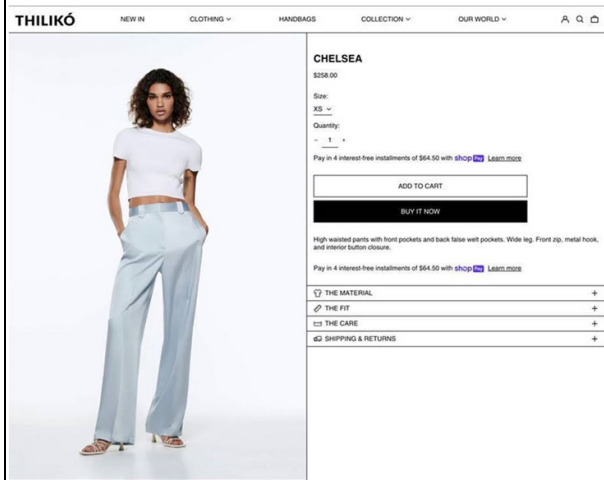 THILIKÓ
NEW IN
CLOTHING
HANDBAGS
COLLECTION
OUR WORLD
CHELSEA
$258.00
Size:
XS
Quantity:
- 1 +
Pay in 4 interest-free installments of $64.50 with shop Pay Learn more
ADD TO CART
BUY IT NOW
High waisted pants with front pockets and back false welt pockets. Wide leg. Front zip, metal hook,
and interior button closure.
Pay in 4 interest-free installments of $64.50 with shop Pay Learn more
THE MATERIAL +
THE FIT +
THE CARE +
SHIPPING & RETURNS +